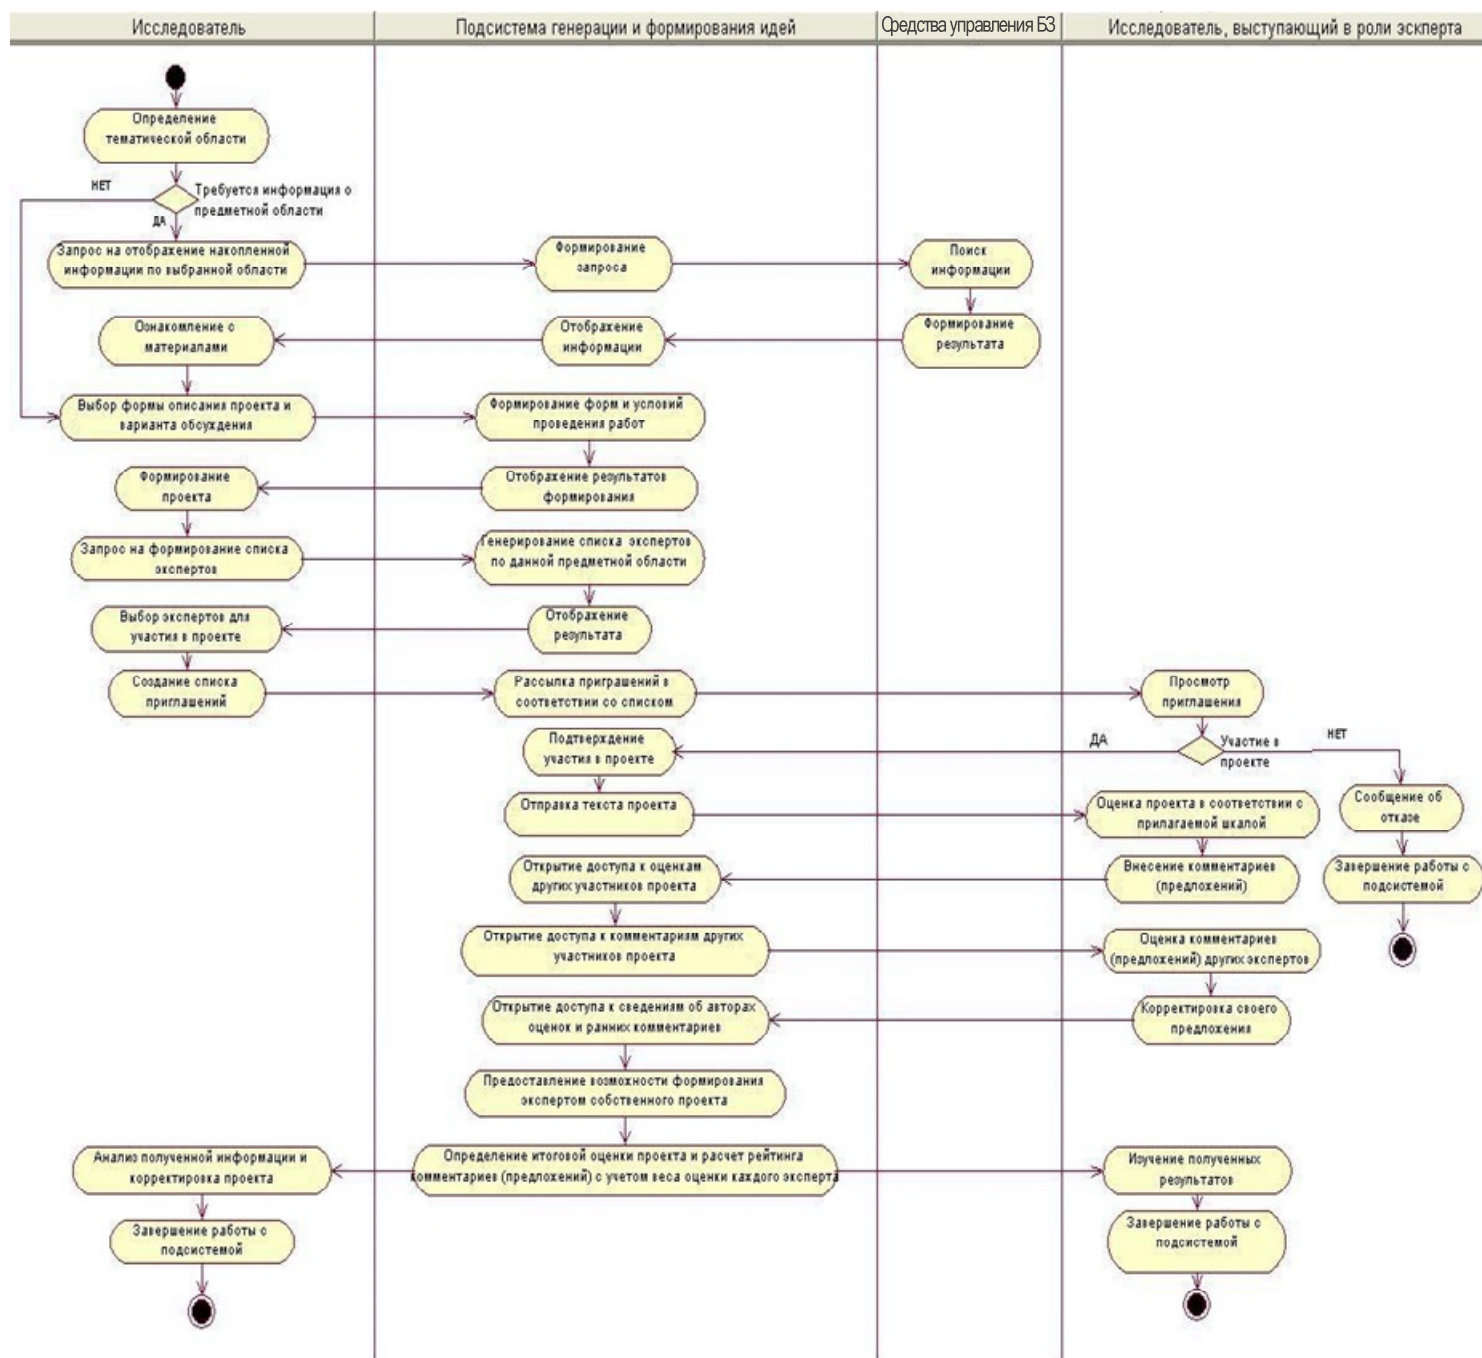 Исследователь
Подсистема генерации и формирования идей
Средства управления БЗ
Исследователь, выступающий в роли эскперта
Определение
тематической области
НЕТ
Требуется информация о
предметной области
ДА
Запрос на отображение накопленной
информации по выбранной области
Формирование
запроса
Поиск
информации
Ознакомление с
материалами
Отображение
информации
Формирование
результата
Выбор формы описания проекта и
варианта обсуждения
Формирование форм и условий
проведения работ
Формирование
проекта
Отображение результатов
формирования
Запрос на формирование списка
экспертов
Генерирование списка экспертов
по данной предметной области
Выбор экспертов для
участия в проекте
Отображение
результата
Создание списка
приглашений
Рассылка приграшений в
соответствии со списком
Просмотр
приглашения
Подтверждение
участия в проекте
ДА
Участие в
проекте
НЕТ
Отправка текста проекта
Оценка проекта в соответствии с
прилагаемой шкалой
Сообщение об
отказе
Открытие доступа к оценкам
других участников проекта
Внесение комментариев
(предложений)
Завершение работы с
подсистемой
Открытие доступа к комментариям других
участников проекта
Оценка комментариев
(предложений) других экспертов
Открытие доступа к сведениям об авторах
оценок и ранних комментариев
Корректировка своего
предложения
Предоставление возможности формирования
экспертом собственного проекта
Анализ полученной информации и
корректировка проекта
Определение итоговой оценки проекта и расчет рейтинга
комментариев (предложений) с учетом веса оценки каждого эксперта
Изучение полученных
результатов
Завершение работы с
подсистемой
Завершение работы с
подсистемой